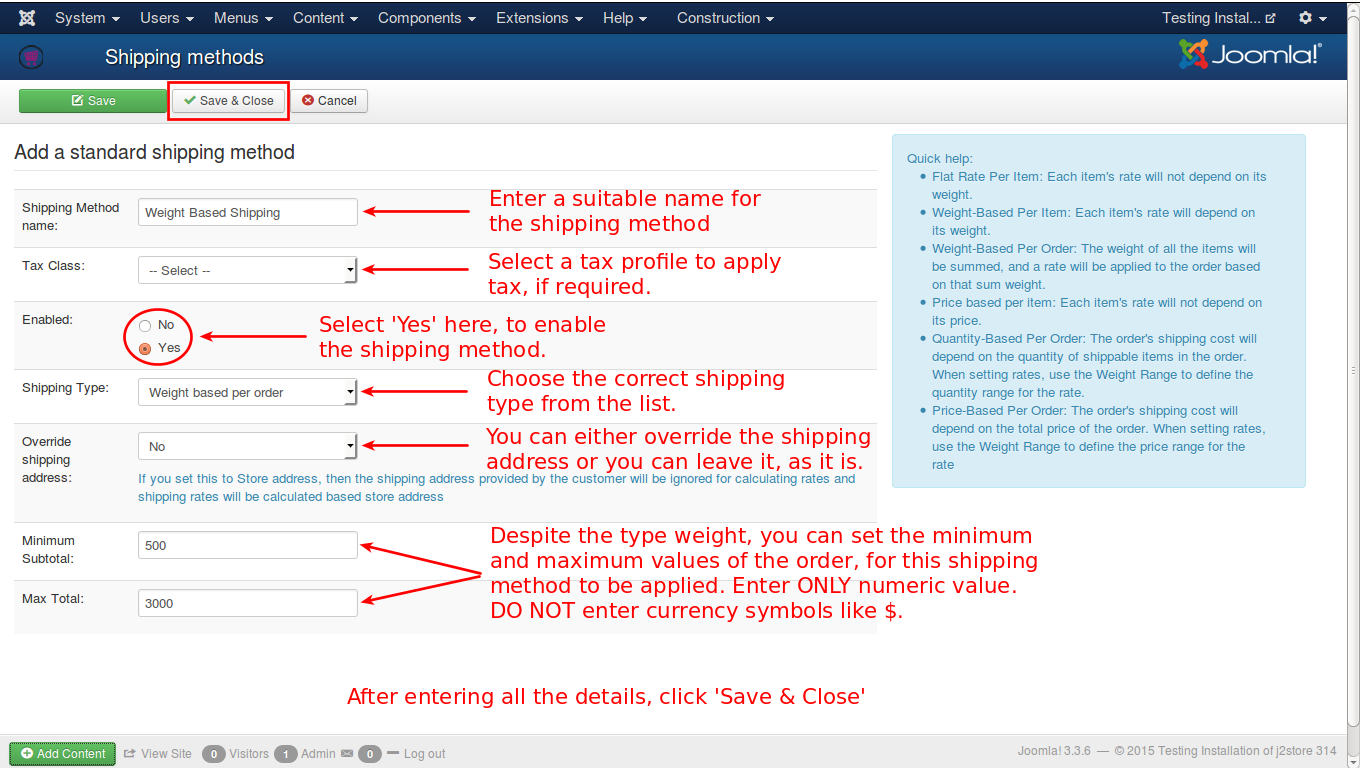 System Users Menus Content Components Extensions Help Construction Testing Instal...
Shipping methods Joomla!®
Save Save & Close Cancel
Add a standard shipping method
Shipping Method
name:
Weight Based Shipping
Enter a suitable name for
the shipping method
Tax Class:
-- Select --
Select a tax profile to apply
tax, if required.
Enabled:
No
Yes
Select 'Yes' here, to enable
the shipping method.
Shipping Type:
Weight based per order
Choose the correct shipping
type from the list.
Override
shipping
address:
No
You can either override the shipping
address or you can leave it, as it is.
If you set this to Store address, then the shipping address provided by the customer will be ignored for calculating rates and
shipping rates will be calculated based store address
Minimum
Subtotal:
500
Despite the type weight, you can set the minimum
and maximum values of the order, for this shipping
method to be applied. Enter ONLY numeric value.
DO NOT enter currency symbols like $.
Max Total:
3000
After entering all the details, click 'Save & Close'
Quick help:
Flat Rate Per Item: Each item's rate will not depend on its
weight.
Weight-Based Per Item: Each item's rate will depend on
its weight.
Weight-Based Per Order: The weight of all the items will
be summed, and a rate will be applied to the order based
on that sum weight.
Price based per item: Each item's rate will not depend on
its price.
Quantity-Based Per Order: The order's shipping cost will
depend on the quantity of shippable items in the order.
When setting rates, use the Weight Range to define the
quantity range for the rate.
Price-Based Per Order: The order's shipping cost will
depend on the total price of the order. When setting rates,
use the Weight Range to define the price range for the
rate
Add Content View Site 0 Visitors 1 Admin 0 Log out Joomla! 3.3.6 — © 2015 Testing Installation of j2store 314